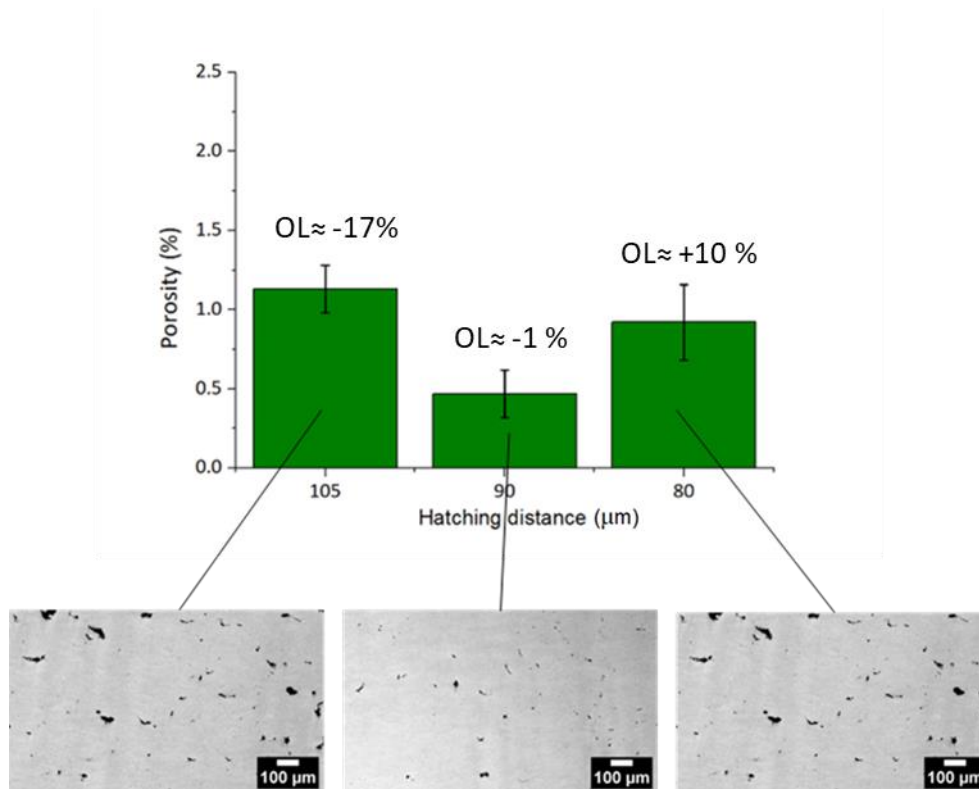 2.5
2.0
1.5
1.0
0.5
0.0
Porosity (%)
OL≈ -17%
OL≈ -1 %
OL≈ +10 %
105
90
80
Hatching distance (μm)
100 μm
100 μm
100 μm